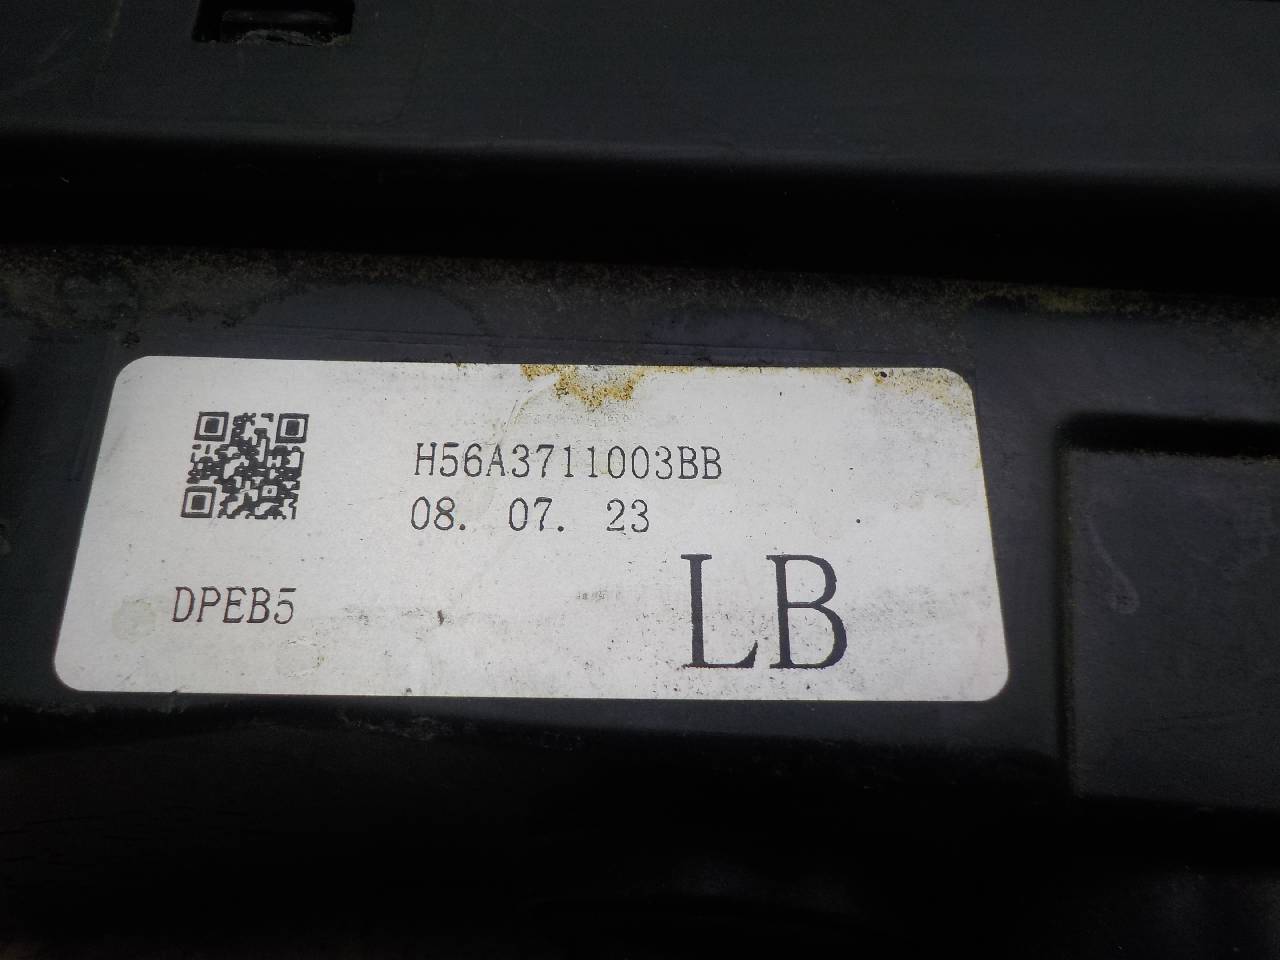 H56A3711003BB
08. 07. 23
DPEB5
LB